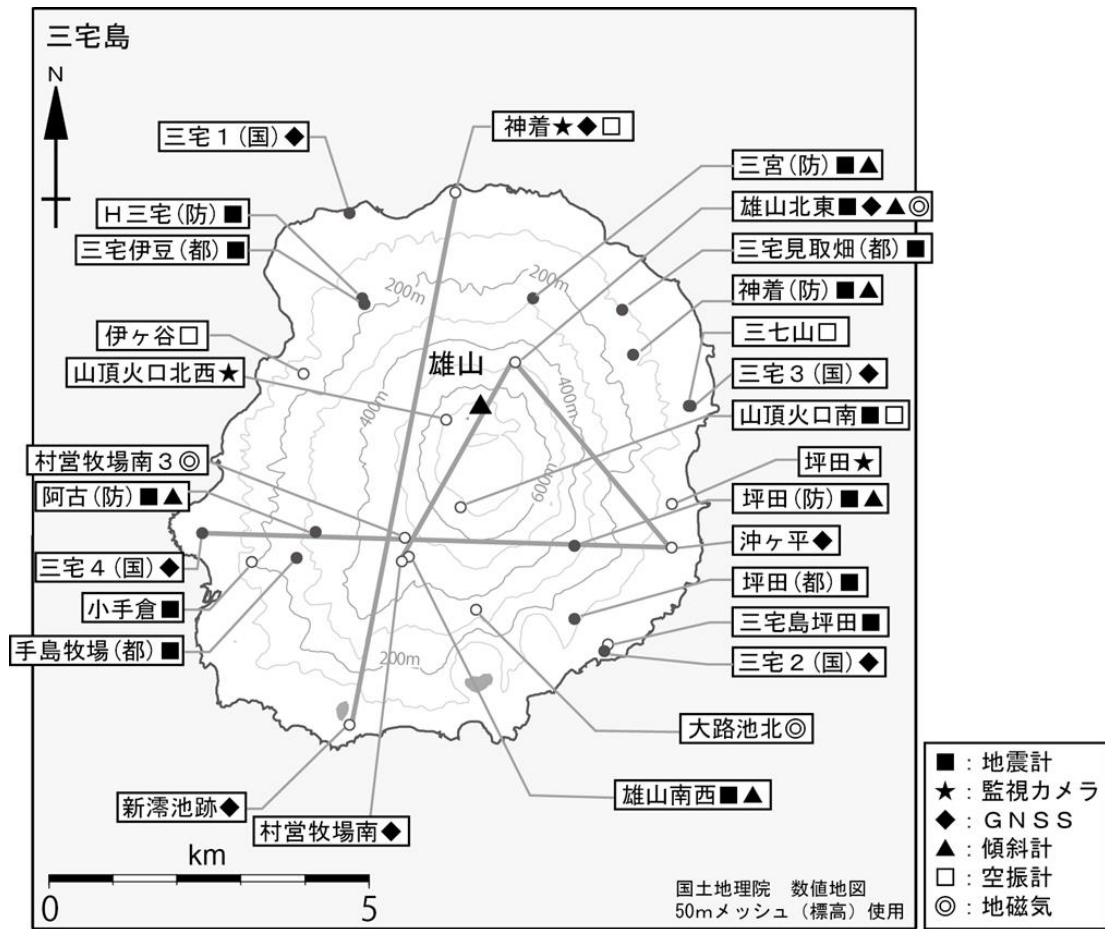 三宅島
N
神着★◆□
三宅１(国)◆
三宮(防)■▲
雄山北東■◆▲◎
Ｈ三宅(防)■
三宅伊豆(都)■
三宅見取畑(都)■
200m
200m
神着(防)■▲
三七山□
伊ヶ谷□
山頂火口北西★
雄山
400m
三宅３(国)◆
400m
山頂火口南■□
村営牧場南３◎
坪田★
600m
阿古(防)■▲
坪田(防)■▲
沖ヶ平◆
三宅４(国)◆
坪田(都)■
小手倉■
三宅島坪田■
手島牧場(都)■
200m
三宅２(国)◆
大路池北◎
新澪池跡◆
雄山南西■▲
村営牧場南◆
km
0
5
国土地理院　数値地図
50mメッシュ（標高）使用
■：地震計
★：監視カメラ
◆：ＧＮＳＳ
▲：傾斜計
□：空振計
◎：地磁気